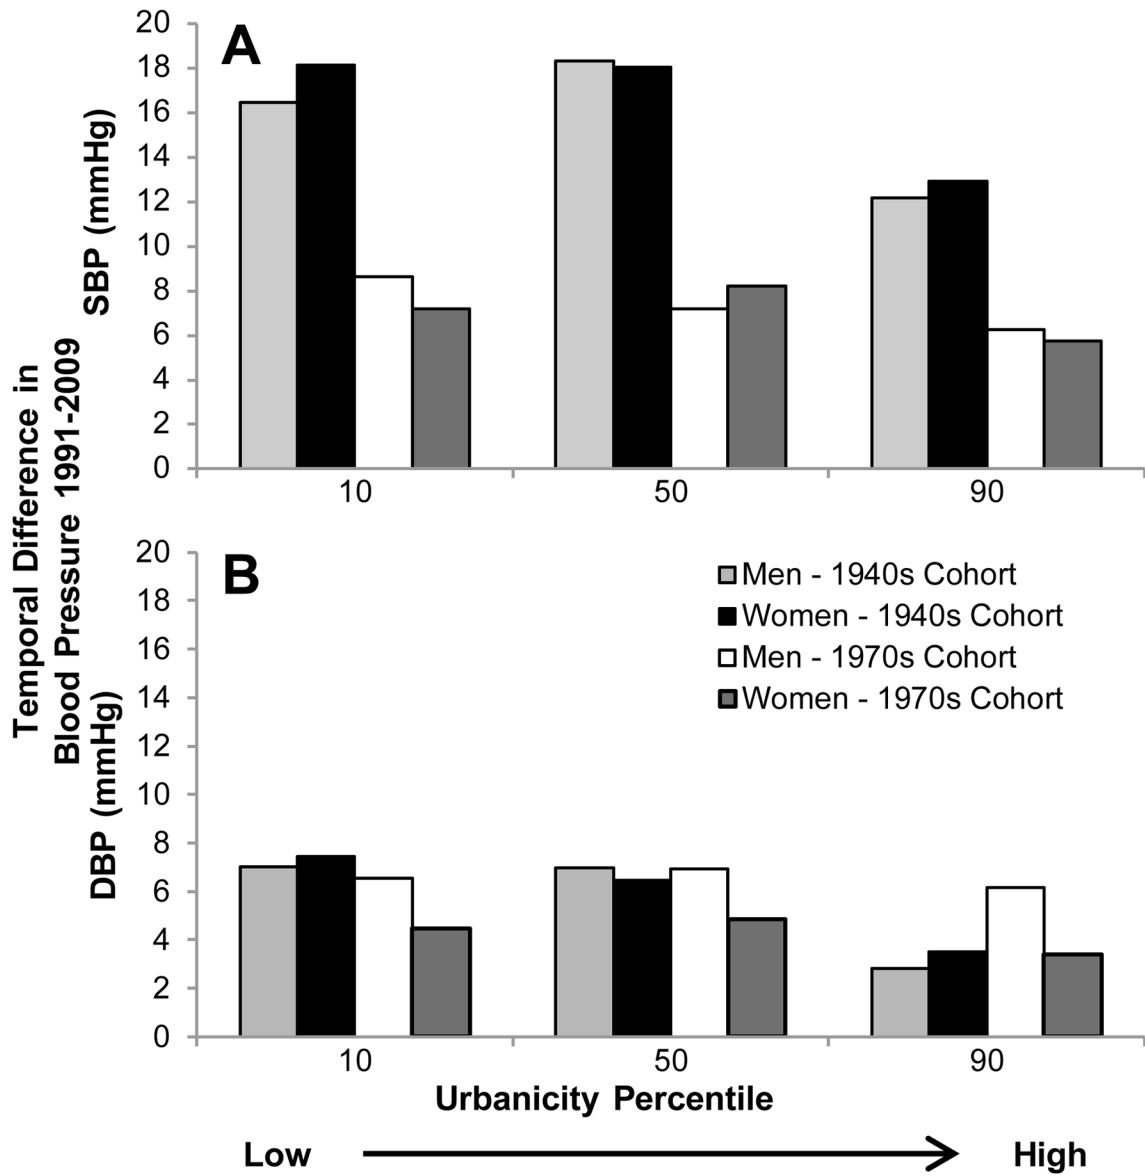 Temporal Difference in
Blood Pressure 1991-2009
A
SBP (mmHg)
20
18
16
14
12
10
8
6
4
2
0
10 50 90
B
DBP (mmHg)
20
18
16
14
12
10
8
6
4
2
0
Men - 1940s Cohort
Women - 1940s Cohort
Men - 1970s Cohort
Women - 1970s Cohort
10 50 90
Urbanicity Percentile
Low High